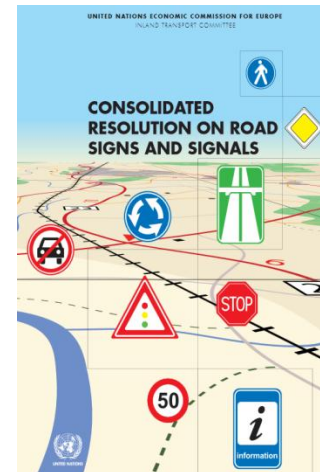 UNITED NATIONS ECONOMIC COMMISSION FOR EUROPE
INLAND TRANSPORT COMMITTEE
CONSOLIDATED
RESOLUTION ON ROAD
SIGNS AND SIGNALS
STOP
50
i
information
UNITED NATIONS